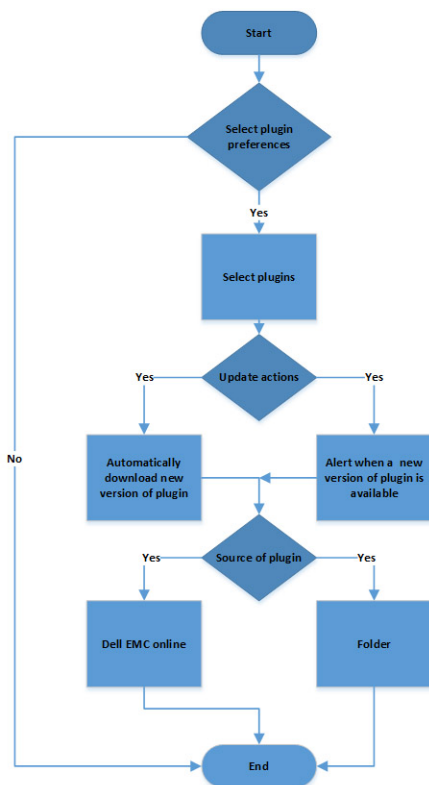 Start
Select plugin
preferences
Yes
Select plugins
Update actions
Yes
Yes
No
Automatically
download new
version of plugin
Alert when a new
version of plugin is
available
Source of plugin
Yes
Yes
Dell EMC online
Folder
End